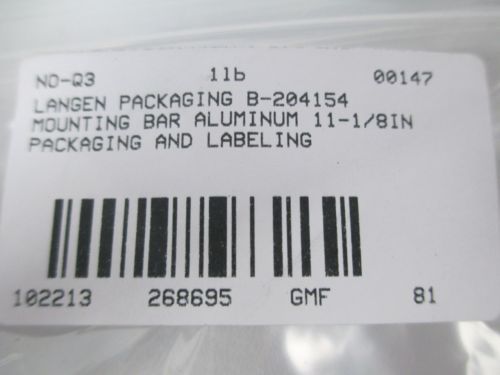 NO-Q3 1lb 00147
LANGEN PACKAGING B-204154
MOUNTING BAR ALUMINUM 11-1/8IN
PACKAGING AND LABELING
102213 268695 GMF 81